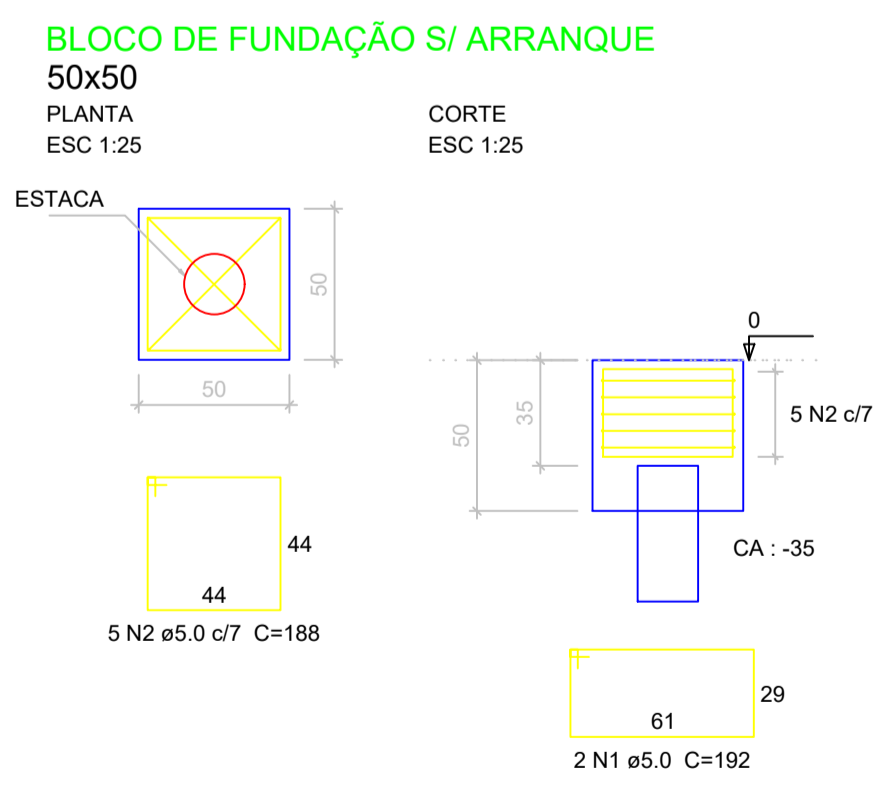 BLOCO DE FUNDAÇÃO S/ ARRANQUE
50x50
PLANTA
ESC 1:25
CORTE
ESC 1:25
ESTACA
50
50
0
50
35
5 N2 c/7
CA : -35
44
44
5 N2 ø5.0 c/7 C=188
29
61
2 N1 ø5.0 C=192